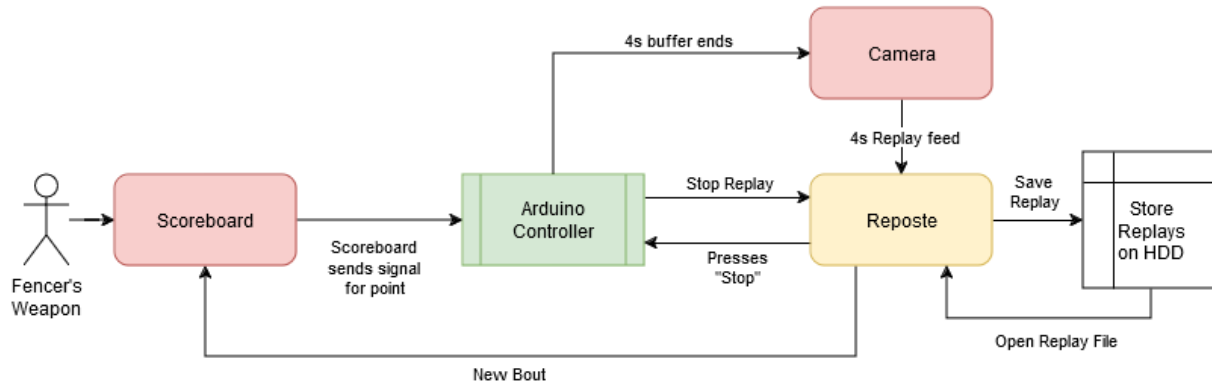 4s buffer ends
Camera
4s Replay feed
Fencer's
Weapon
Scoreboard
Scoreboard
sends signal
for point
Arduino
Controller
Stop Replay
Presses
"Stop"
Reposte
Save
Replay
Store
Replays
on HDD
Open Replay File
New Bout